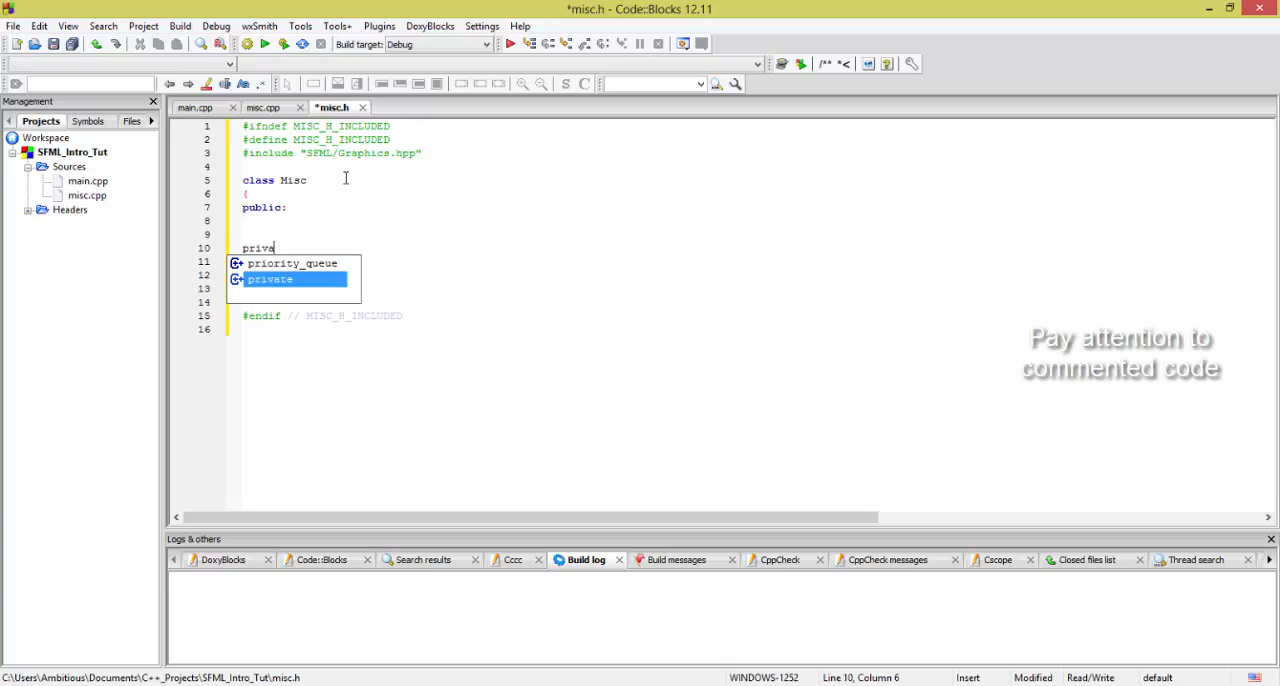 *misc.h - Code::Blocks 12.11
File Edit View Search Project Build Debug wxSmith Tools Tools+ Plugins DoxyBlocks Settings Help
Build target: Debug
/** *<
S C
Management
main.cpp misc.cpp *misc.h
Projects Symbols Files
Workspace
SFML_Intro_Tut
Sources
main.cpp
misc.cpp
Headers
1 #ifndef MISC_H_INCLUDED
2 #define MISC_H_INCLUDED
3 #include "SFML/Graphics.hpp"
4
5 class Misc
6 {
7 public:
8
9
10 priva
11 priority_queue
12 private
13
14
15 #endif // MISC_H_INCLUDED
16
Pay attention to
commented code
Logs & others
DoxyBlocks Code::Blocks Search results Cccc Build log Build messages CppCheck CppCheck messages Cscope Closed files list Thread search
C:\Users\Ambitious\Documents\C++_Projects\SFML_Intro_Tut\misc.h WINDOWS-1252 Line 10, Column 6 Insert Modified Read/Write default